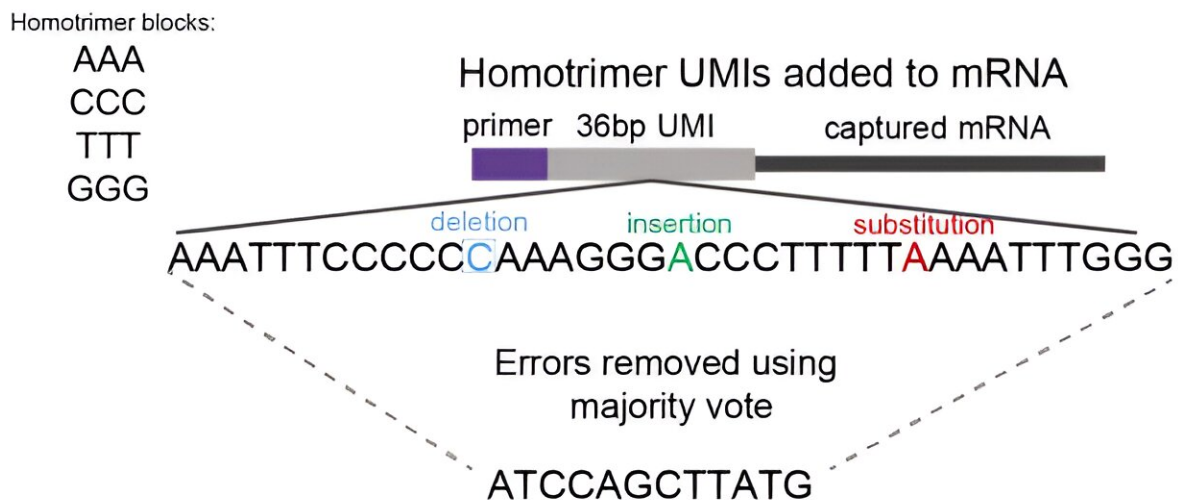 Homotrimer blocks:
AAA
CCC
TTT
GGG
Homotrimer UMIs added to mRNA
primer 36bp UMI captured mRNA
deletion insertion substitution
AAATTTCCCCCCAAAGGGACCCTTTTTAAAATTTGGG
Errors removed using
majority vote
ATCCAGCTTATG